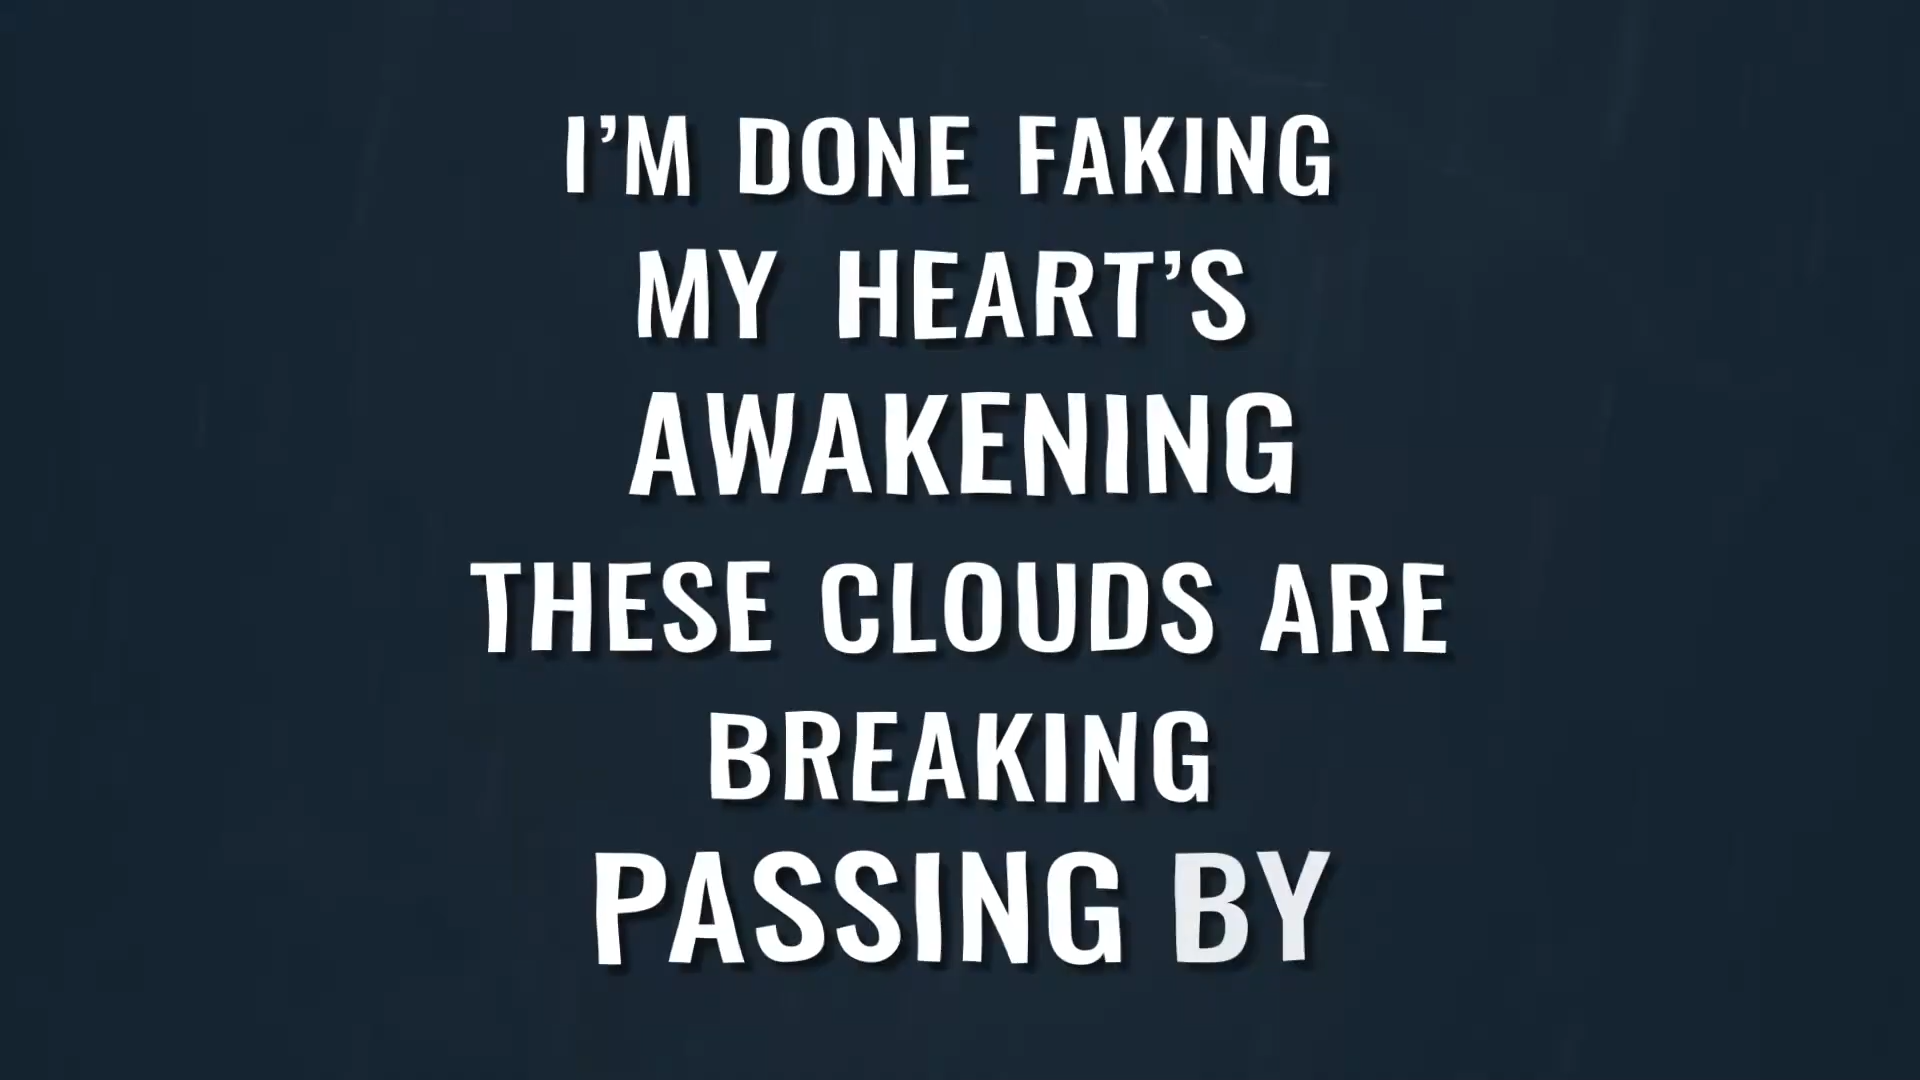 I’M DONE FAKING
MY HEART’S
AWAKENING
THESE CLOUDS ARE
BREAKING
PASSING BY